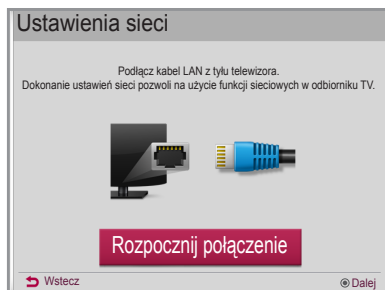 Ustawienia sieci
Podłącz kabel LAN z tyłu telewizora.
Dokonanie ustawień sieci pozwoli na użycie funkcji sieciowych w odbiorniku TV.
Rozpocznij połączenie
Wstecz
Dalej